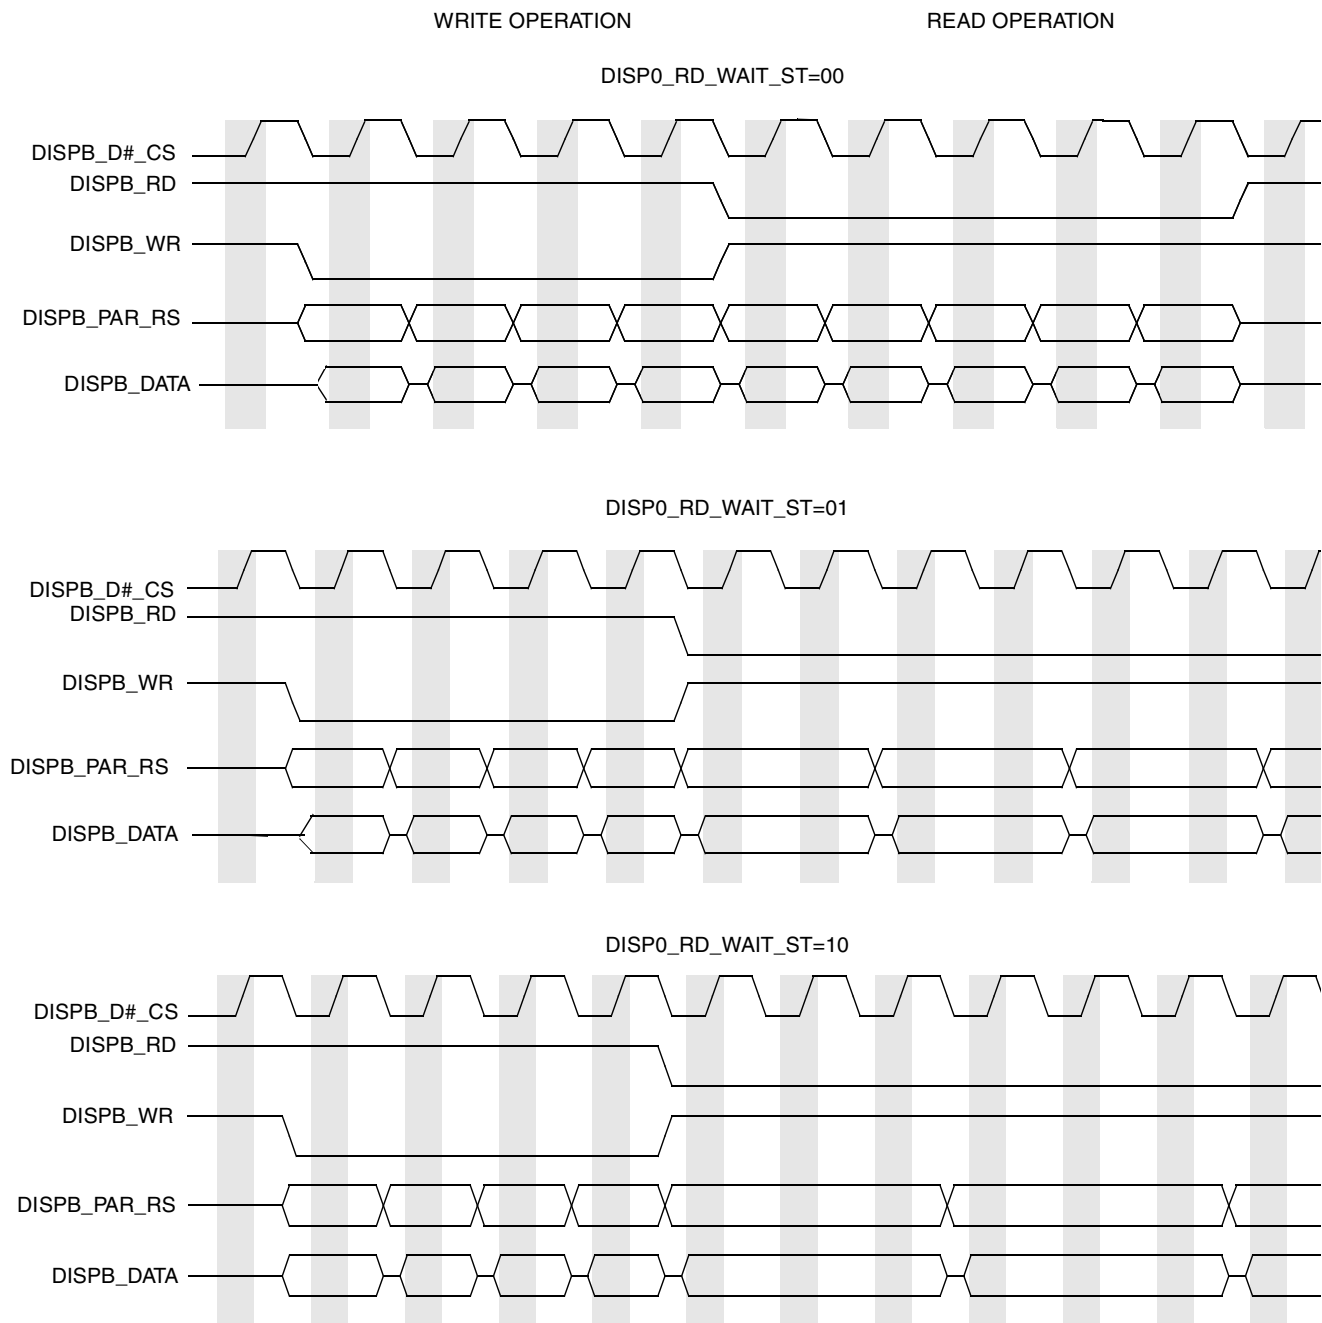 WRITE OPERATION
READ OPERATION
DISP0_RD_WAIT_ST=00
DISPB_D#_CS
DISPB_RD
DISPB_WR
DISPB_PAR_RS
DISPB_DATA
DISP0_RD_WAIT_ST=01
DISPB_D#_CS
DISPB_RD
DISPB_WR
DISPB_PAR_RS
DISPB_DATA
DISP0_RD_WAIT_ST=10
DISPB_D#_CS
DISPB_RD
DISPB_WR
DISPB_PAR_RS
DISPB_DATA